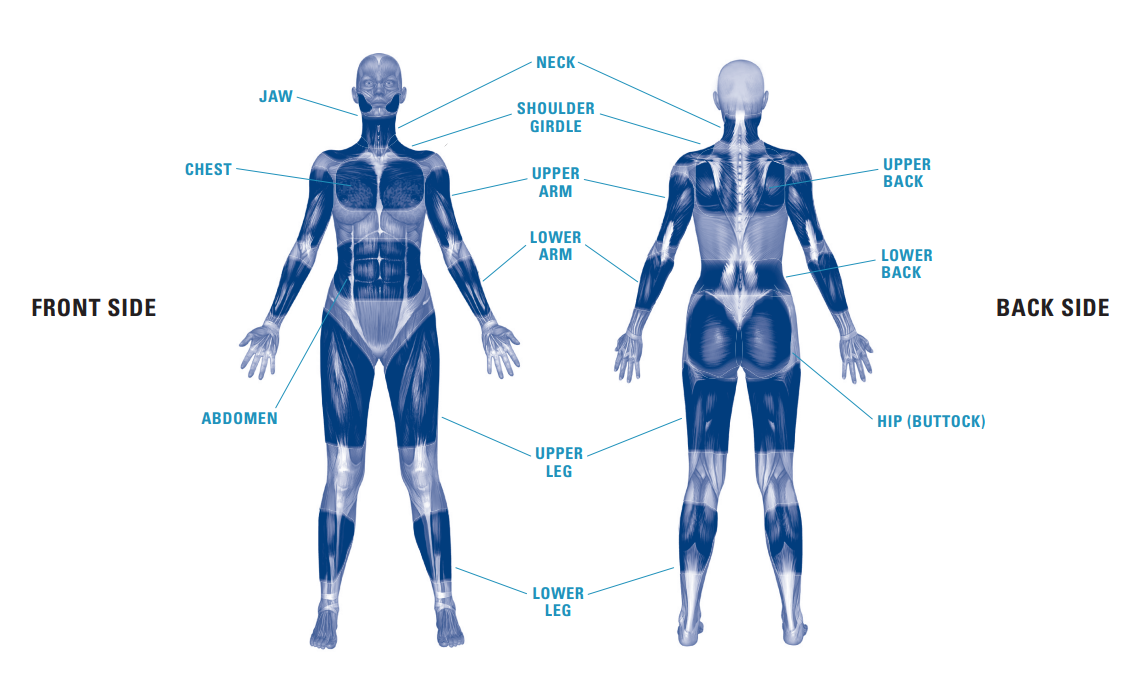 NECK
JAW
SHOULDER
GIRDLE
CHEST
UPPER
ARM
UPPER
BACK
LOWER
ARM
LOWER
BACK
FRONT SIDE
BACK SIDE
ABDOMEN
HIP (BUTTOCK)
UPPER
LEG
LOWER
LEG